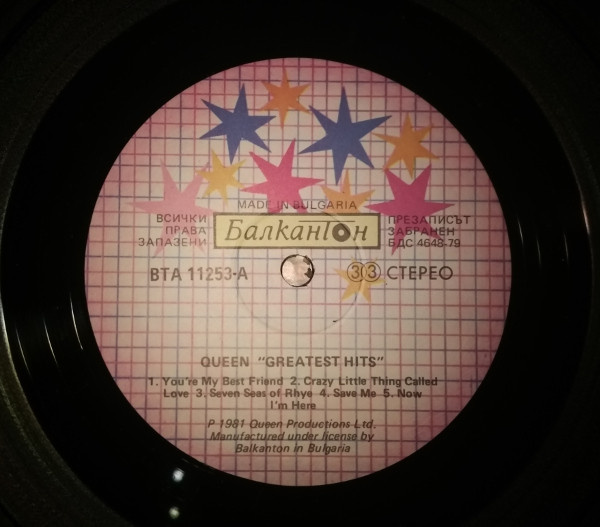 MADE IN BULGARIA
ВСИЧКИ
ПРАВА
ЗАПАЗЕНИ
Балкантон
ПРЕЗАПИСЪТ
ЗАБРАНЕН
БДС 4648-79
ВТА 11253-А
33 СТЕРЕО
QUEEN "GREATEST HITS"
1. You're My Best Friend 2. Crazy Little Thing Called
Love 3. Seven Seas of Rhye 4. Save Me 5. Now
I'm Here
P 1981 Queen Productions Ltd.
Manufactured under license by
Balkanton in Bulgaria